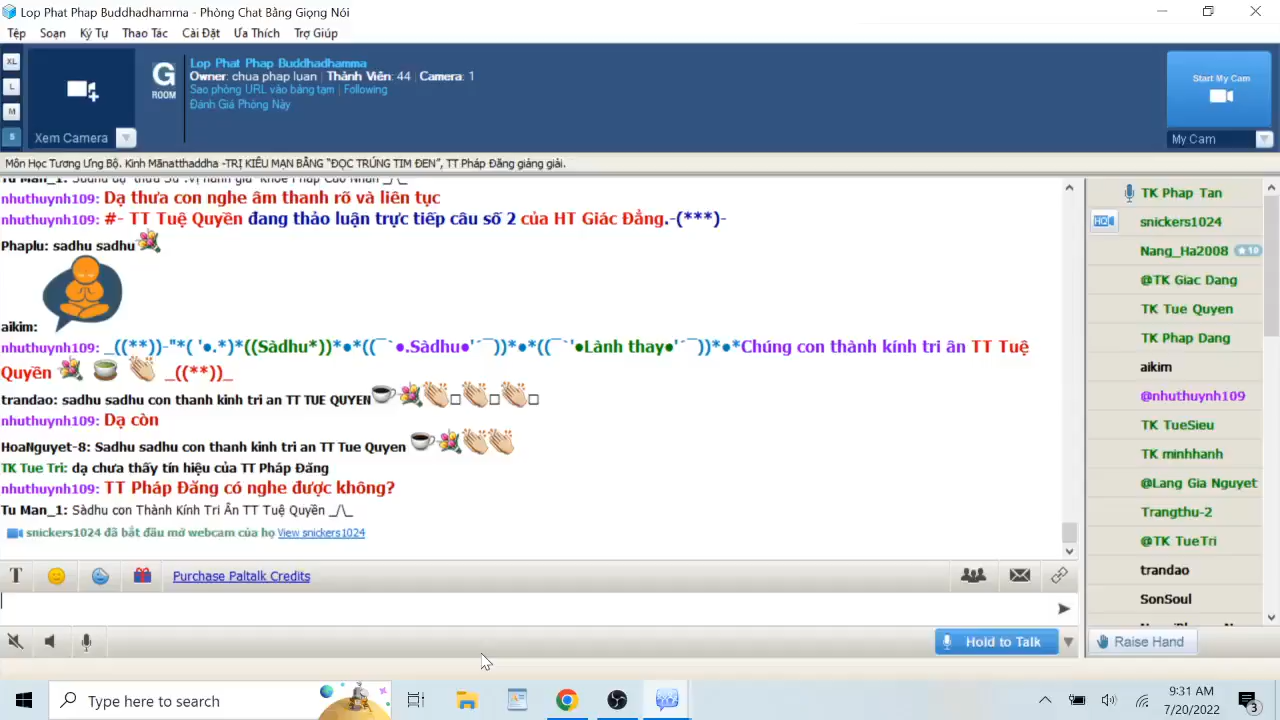 Lop Phat Phap Buddhadhamma - Phòng Chat Bằng Giọng Nói
Tệp Soạn Ký Tự Thao Tác Cài Đặt Ưa Thích Trợ Giúp
XL
L
M
S
Xem Camera
G
ROOM
Lop Phat Phap Buddhadhamma
Owner: chua phap luan | Thành Viên: 44 | Camera: 1
Sao phòng URL vào bảng tạm | Following
Đánh Giá Phòng Này
Start My Cam
My Cam
Môn Học Tương Ưng Bộ. Kinh Mānatthaddha -TRỊ KIÊU MẠN BẰNG “ĐỌC TRÚNG TIM ĐEN”, TT Pháp Đăng giảng giải.
nhuthuynh109: Dạ thưa con nghe âm thanh rõ và liên tục
nhuthuynh109: #- TT Tuệ Quyền đang thảo luận trực tiếp câu số 2 của HT Giác Đẳng.-(***)-
Phaplu: sadhu sadhu
aikim:
nhuthuynh109: _((**))-"*( '●.*)*((Sàdhu*))*●*((¯`●.Sàdhu●'´¯))*●*((¯`'●Lành thay●'´¯))*●*Chúng con thành kính tri ân TT Tuệ
Quyền _((**))_
trandao: sadhu sadhu con thanh kinh tri an TT TUE QUYEN
nhuthuynh109: Dạ còn
HoaNguyet-8: Sadhu sadhu con thanh kinh tri an TT Tue Quyen
TK Tue Tri: dạ chưa thấy tín hiệu của TT Pháp Đăng
nhuthuynh109: TT Pháp Đăng có nghe được không?
Tu Man_1: Sàdhu con Thành Kính Tri Ân TT Tuệ Quyền _/\_
snickers1024 đã bắt đầu mở webcam của họ View snickers1024
T
Purchase Paltalk Credits
Hold to Talk
TK Phap Tan
HD
snickers1024
Nang_Ha2008 ★10
@TK Giac Dang
TK Tue Quyen
TK Phap Dang
aikim
@nhuthuynh109
TK TueSieu
TK minhhanh
@Lang Gia Nguyet
Trangthu-2
@TK TueTri
trandao
SonSoul
Raise Hand
Type here to search
9:31 AM
7/20/2022
3